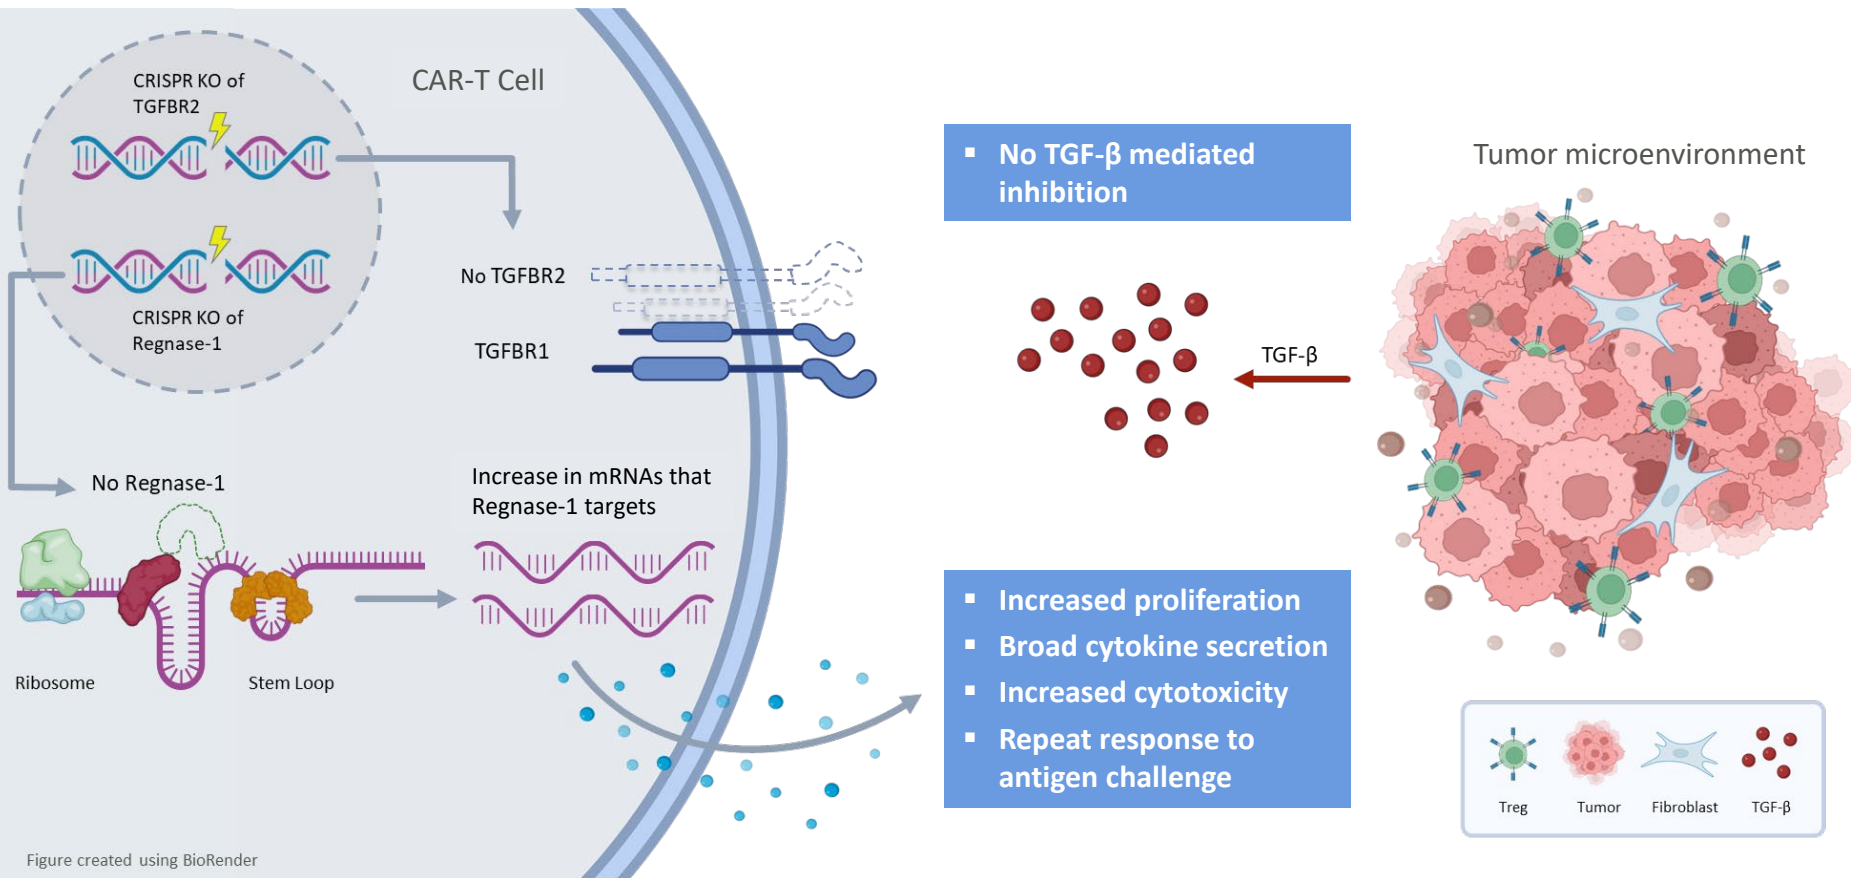 CRISPR KO of
TGFBR2
CAR-T Cell
CRISPR KO of
Regnase-1
No TGFBR2
TGFBR1
No Regnase-1
Ribosome
Stem Loop
Increase in mRNAs that
Regnase-1 targets
▪ No TGF-β mediated
inhibition
TGF-β
▪ Increased proliferation
▪ Broad cytokine secretion
▪ Increased cytotoxicity
▪ Repeat response to
antigen challenge
Tumor microenvironment
Treg
Tumor
Fibroblast
TGF-β
Figure created using BioRender